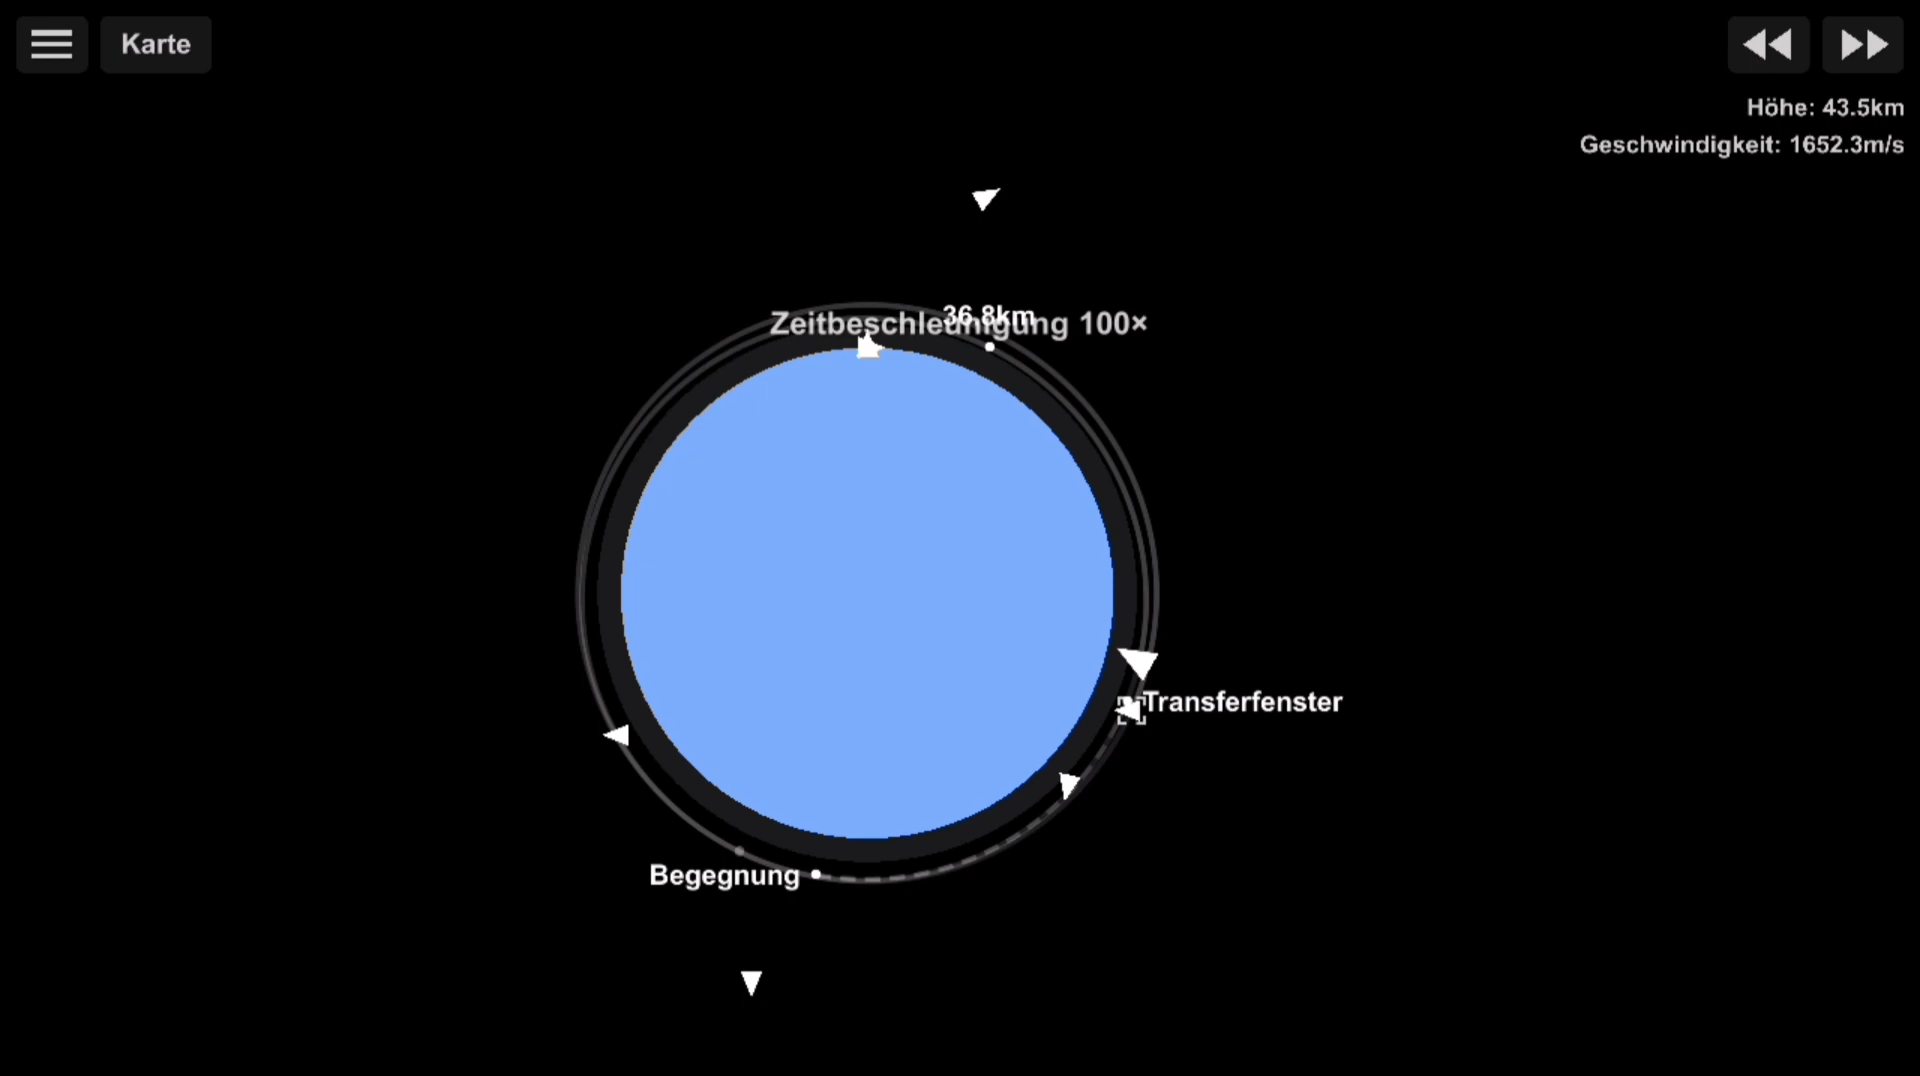 Karte
Höhe: 43.5km
Geschwindigkeit: 1652.3m/s
36.8km
Zeitbeschleunigung 100×
Transferfenster
Begegnung